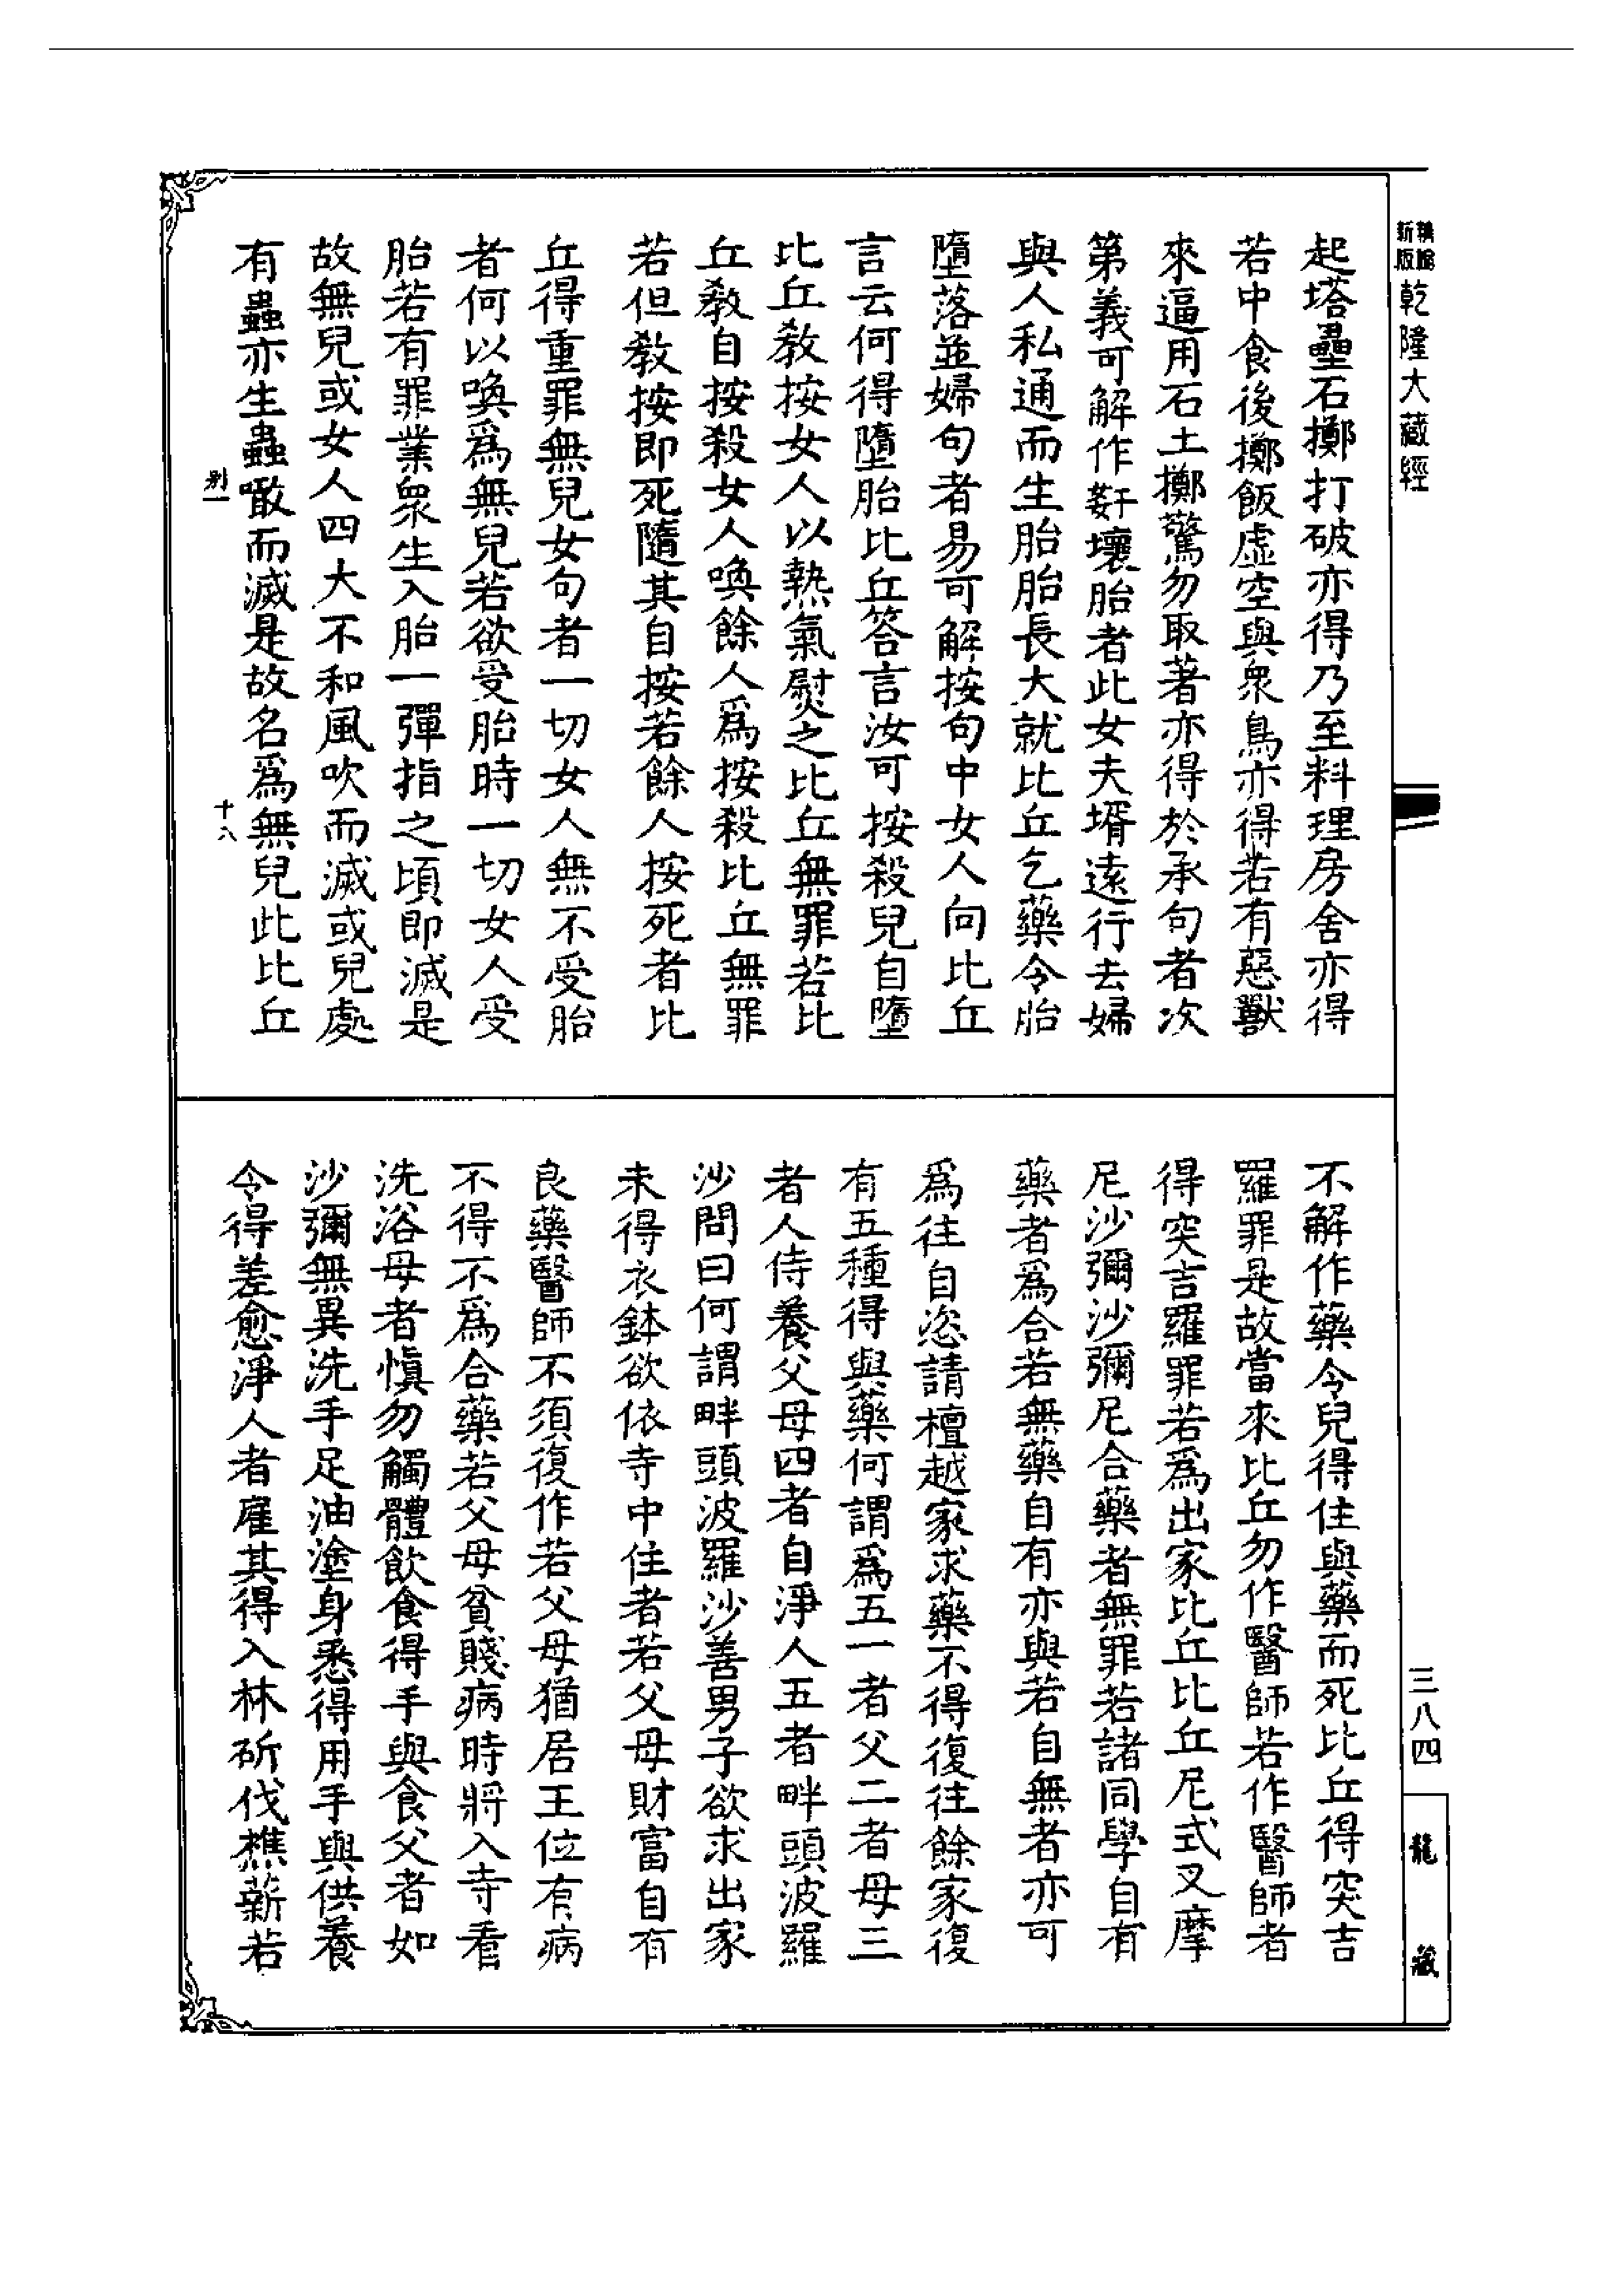 乾隆大藏經
起塔壘石擲打破亦得乃至料理房舍亦得
若中食後擲飯虛空與衆鳥亦得若有惡獸
來逼用石土擲驚勿取著亦得於承句者次
第義可解作姧壞胎者此女夫壻遠行去婦
與人私通而生胎胎長大就比丘乞藥令胎
墮落並婦句者易可解按句中女人向比丘
言云何得墮胎比丘答言汝可按殺兒自墮
比丘教按女人以熱氣熨之比丘無罪若比
丘教自按殺女人喚餘人爲按殺比丘無罪
若但教按即死隨其自按若餘人按死者比
丘得重罪無兒女句者一切女人無不受胎
者何以喚爲無兒若欲受胎時一切女人受
胎若有罪業衆生入胎一彈指之頃即滅是
故無兒或女人四大不和風吹而滅或兒處
有蟲亦生蟲噉而滅是故名爲無兒此比丘
別一
十八
不解作藥令兒得住與藥而死比丘得突吉
羅罪是故當來比丘勿作醫師若作醫師者
得突吉羅罪若爲出家比丘比丘尼式叉摩
尼沙彌沙彌尼合藥者無罪若諸同學自有
藥者爲合若無藥自有亦與若自無者亦可
爲往自恣請檀越家求藥不得復往餘家復
有五種得與藥何謂爲五一者父二者母三
者人侍養父母四者自淨人五者畔頭波羅
沙問曰何謂畔頭波羅沙善男子欲求出家
未得衣鉢欲依寺中住者若父母財富自有
良藥醫師不須復作若父母猶居王位有病
不得不爲合藥若父母貧賤病時將入寺看
洗浴母者慎勿觸體飲食得手與食父者如
沙彌無異洗手足油塗身悉得用手與供養
令得差愈淨人者雇其得入林斫伐樵薪若
三八四
龍藏